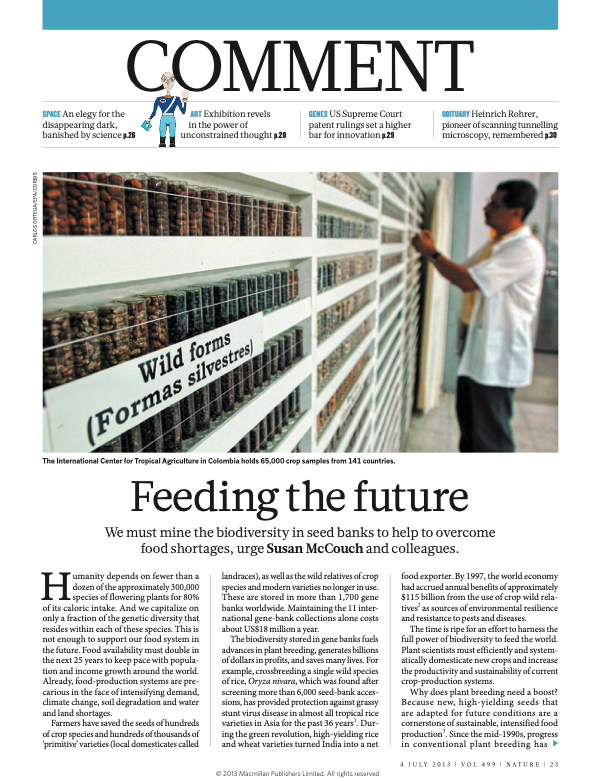 COMMENT
SPACE An elegy for the
disappearing dark,
banished by science p.26
ART Exhibition revels
in the power of
unconstrained thought p.28
GENES US Supreme Court
patent rulings set a higher
bar for innovation p.29
OBITUARY Heinrich Rohrer,
pioneer of scanning tunnelling
microscopy, remembered p.30
CARLOS ORTEGA/EPA/CORBIS
Wild forms
(Formas silvestres)
The International Center for Tropical Agriculture in Colombia holds 65,000 crop samples from 141 countries.
Feeding the future
We must mine the biodiversity in seed banks to help to overcome
food shortages, urge Susan McCouch and colleagues.
Humanity depends on fewer than a
dozen of the approximately 300,000
species of flowering plants for 80%
of its caloric intake. And we capitalize on
only a fraction of the genetic diversity that
resides within each of these species. This is
not enough to support our food system in
the future. Food availability must double in
the next 25 years to keep pace with popula-
tion and income growth around the world.
Already, food-production systems are pre-
carious in the face of intensifying demand,
climate change, soil degradation and water
and land shortages.
Farmers have saved the seeds of hundreds
of crop species and hundreds of thousands of
'primitive' varieties (local domesticates called
landraces), as well as the wild relatives of crop
species and modern varieties no longer in use.
These are stored in more than 1,700 gene
banks worldwide. Maintaining the 11 inter-
national gene-bank collections alone costs
about US$18 million a year.
The biodiversity stored in gene banks fuels
advances in plant breeding, generates billions
of dollars in profits, and saves many lives. For
example, crossbreeding a single wild species
of rice, Oryza nivara, which was found after
screening more than 6,000 seed-bank acces-
sions, has provided protection against grassy
stunt virus disease in almost all tropical rice
varieties in Asia for the past 36 years¹. Dur-
ing the green revolution, high-yielding rice
and wheat varieties turned India into a net
food exporter. By 1997, the world economy
had accrued annual benefits of approximately
$115 billion from the use of crop wild rela-
tives² as sources of environmental resilience
and resistance to pests and diseases.
The time is ripe for an effort to harness the
full power of biodiversity to feed the world.
Plant scientists must efficiently and system-
atically domesticate new crops and increase
the productivity and sustainability of current
crop-production systems.
Why does plant breeding need a boost?
Because new, high-yielding seeds that
are adapted for future conditions are a
cornerstone of sustainable, intensified food
production³. Since the mid-1990s, progress
in conventional plant breeding has
4 JULY 2013 | VOL 499 | NATURE | 23
© 2013 Macmillan Publishers Limited. All rights reserved